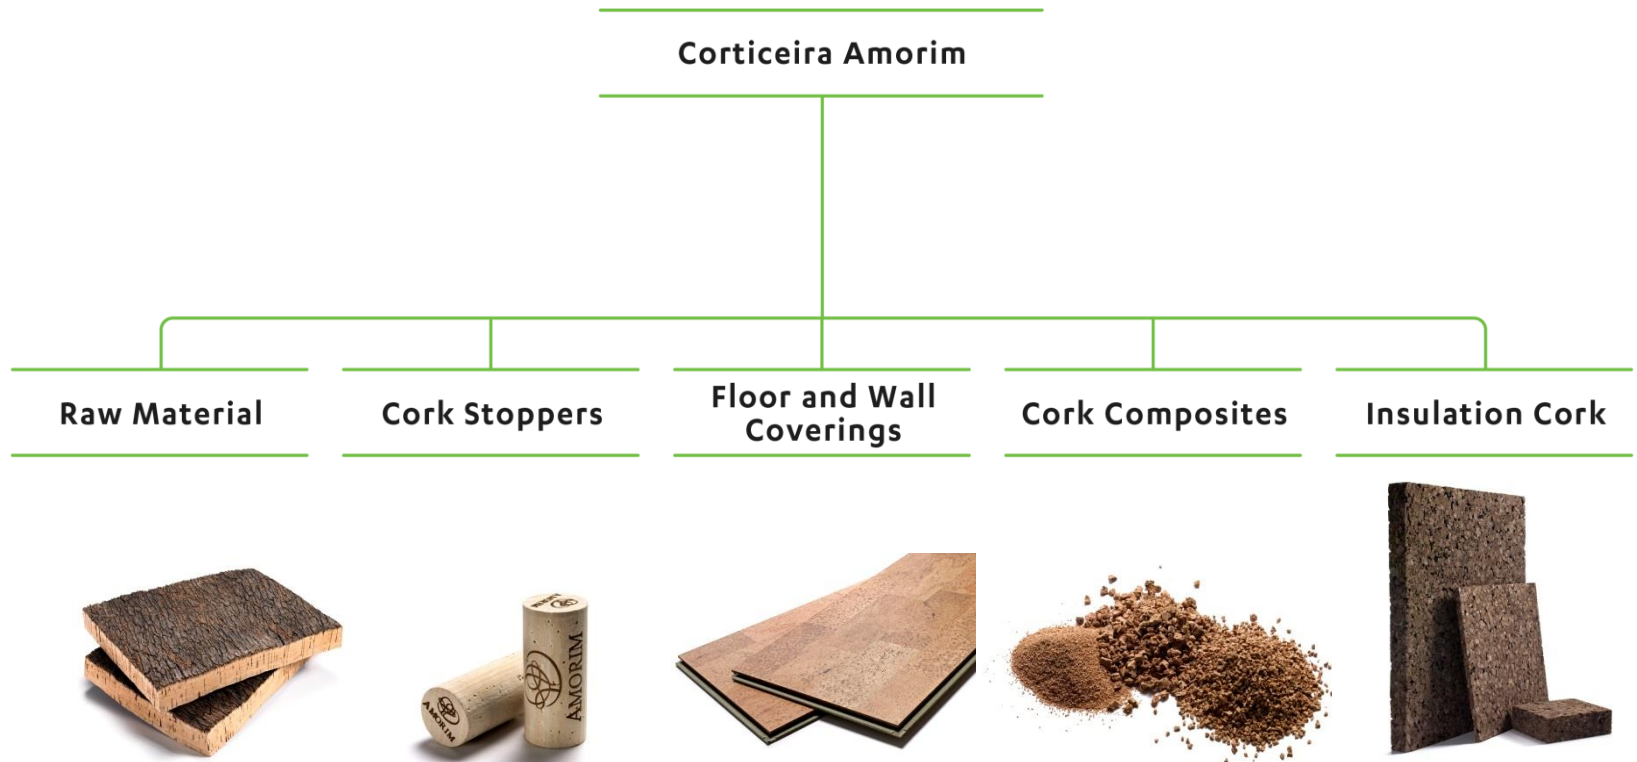 Corticeira Amorim
Raw Material
Cork Stoppers
Floor and Wall
Coverings
Cork Composites
Insulation Cork
AMORIM
AMORIM